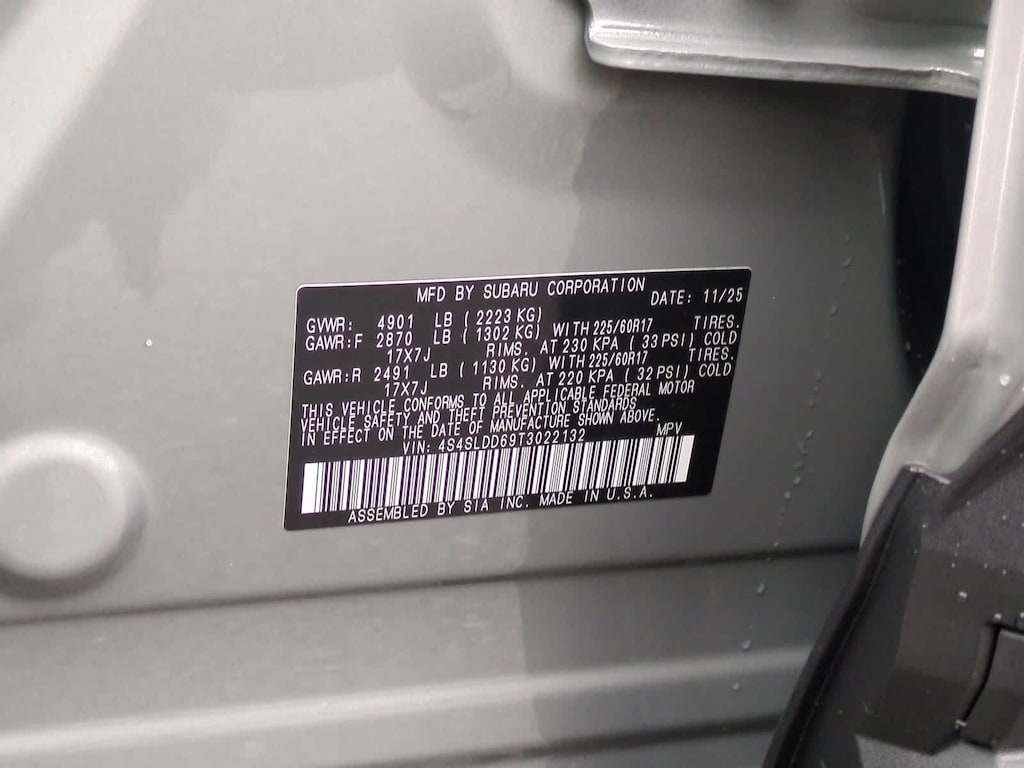 MFD BY SUBARU CORPORATION DATE: 11/25
GVWR: 4901 LB ( 2223 KG)
GAWR:F 2870 LB ( 1302 KG) WITH 225/60R17 TIRES.
17X7J RIMS. AT 230 KPA ( 33 PSI) COLD
GAWR:R 2491 LB ( 1130 KG) WITH 225/60R17 TIRES.
17X7J RIMS. AT 220 KPA ( 32 PSI) COLD
THIS VEHICLE CONFORMS TO ALL APPLICABLE FEDERAL MOTOR
VEHICLE SAFETY AND THEFT PREVENTION STANDARDS
IN EFFECT ON THE DATE OF MANUFACTURE SHOWN ABOVE.
VIN: 4S4SLDD69T3022132 MPV
ASSEMBLED BY SIA INC. MADE IN U.S.A.